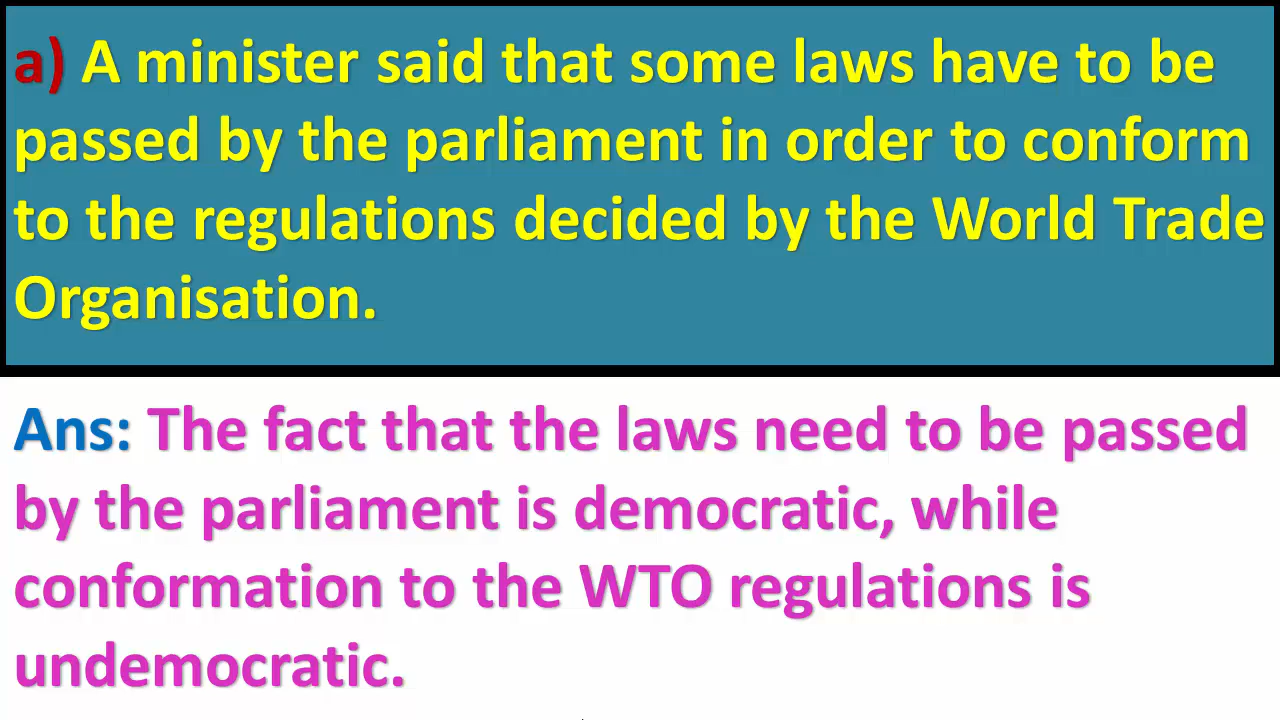 a) A minister said that some laws have to be
passed by the parliament in order to conform
to the regulations decided by the World Trade
Organisation.
Ans: The fact that the laws need to be passed
by the parliament is democratic, while
conformation to the WTO regulations is
undemocratic.